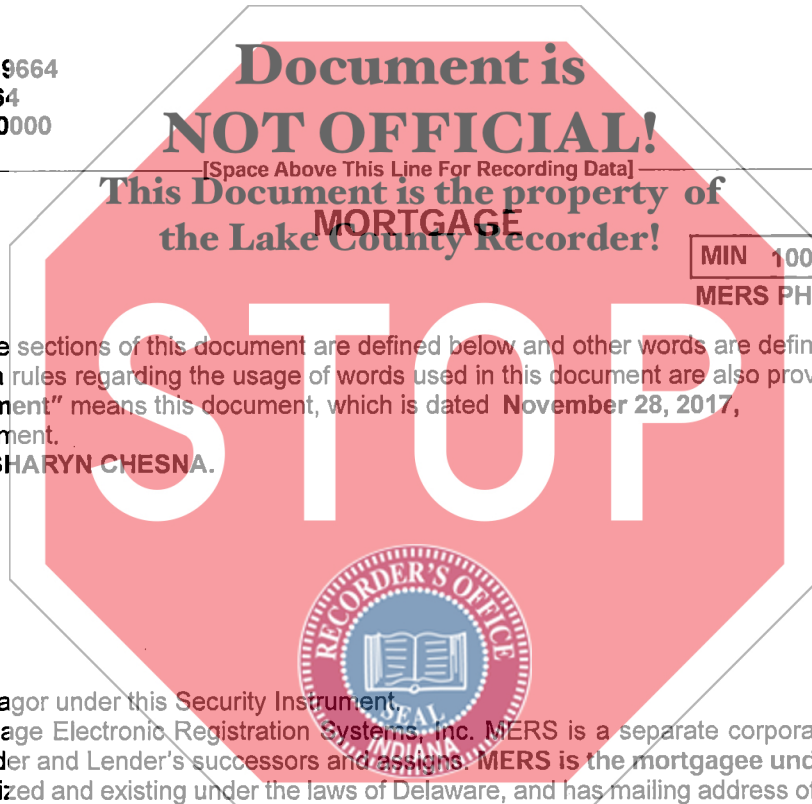 9664
64
0000
Document is
NOT OFFICIAL!
[Space Above This Line For Recording Data]
This Document is the property of
MORTGAGE
the Lake County Recorder!
MIN 100
MERS PH
e sections of this document are defined below and other words are defin
rules regarding the usage of words used in this document are also prov
ment" means this document, which is dated November 28, 2017,
ment.
SHARYN CHESNA.
STOP
RECORDER'S OFFICE
SEAL
INDIANA
agor under this Security Instrument.
age Electronic Registration Systems, Inc. MERS is a separate corpora
der and Lender's successors and assigns. MERS is the mortgagee und
ized and existing under the laws of Delaware, and has mailing address o